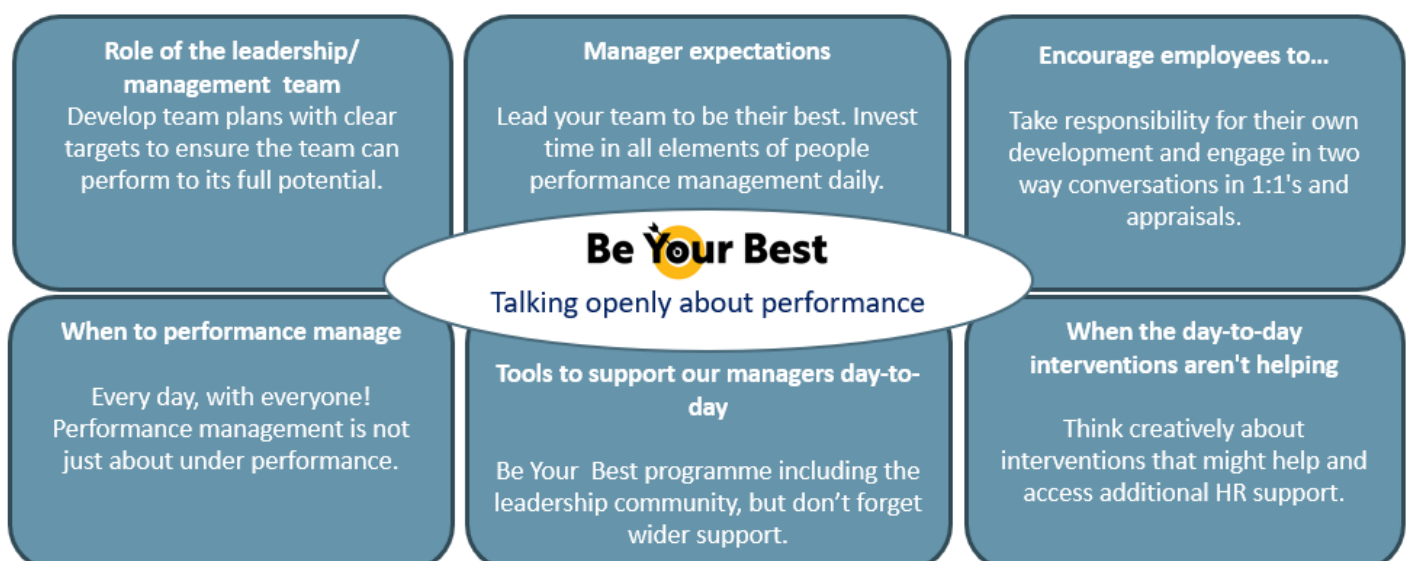 Role of the leadership/
management  team
Develop team plans with clear
targets to ensure the team can
perform to its full potential.
Manager expectations
Lead your team to be their best. Invest
time in all elements of people
performance management daily.
Encourage employees to...
Take responsibility for their own
development and engage in two
way conversations in 1:1's and
appraisals.
Be Your Best
Talking openly about performance
When to performance manage
Every day, with everyone!
Performance management is not
just about under performance.
Tools to support our managers day-to-
day
Be Your  Best programme including the
leadership community, but don’t forget
wider support.
When the day-to-day
interventions aren't helping
Think creatively about
interventions that might help and
access additional HR support.